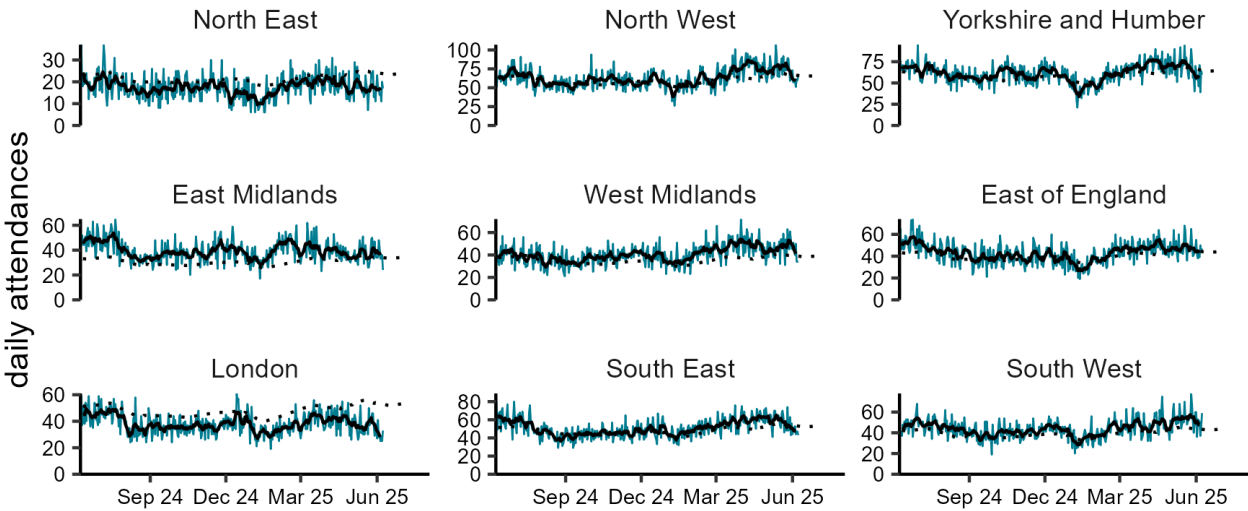 daily attendances
North East
30
20
10
0
North West
100
75
50
25
0
Yorkshire and Humber
75
50
25
0
East Midlands
60
40
20
0
West Midlands
60
40
20
0
East of England
60
40
20
0
London
60
40
20
0
Sep 24 Dec 24 Mar 25 Jun 25
South East
80
60
40
20
0
Sep 24 Dec 24 Mar 25 Jun 25
South West
60
40
20
0
Sep 24 Dec 24 Mar 25 Jun 25